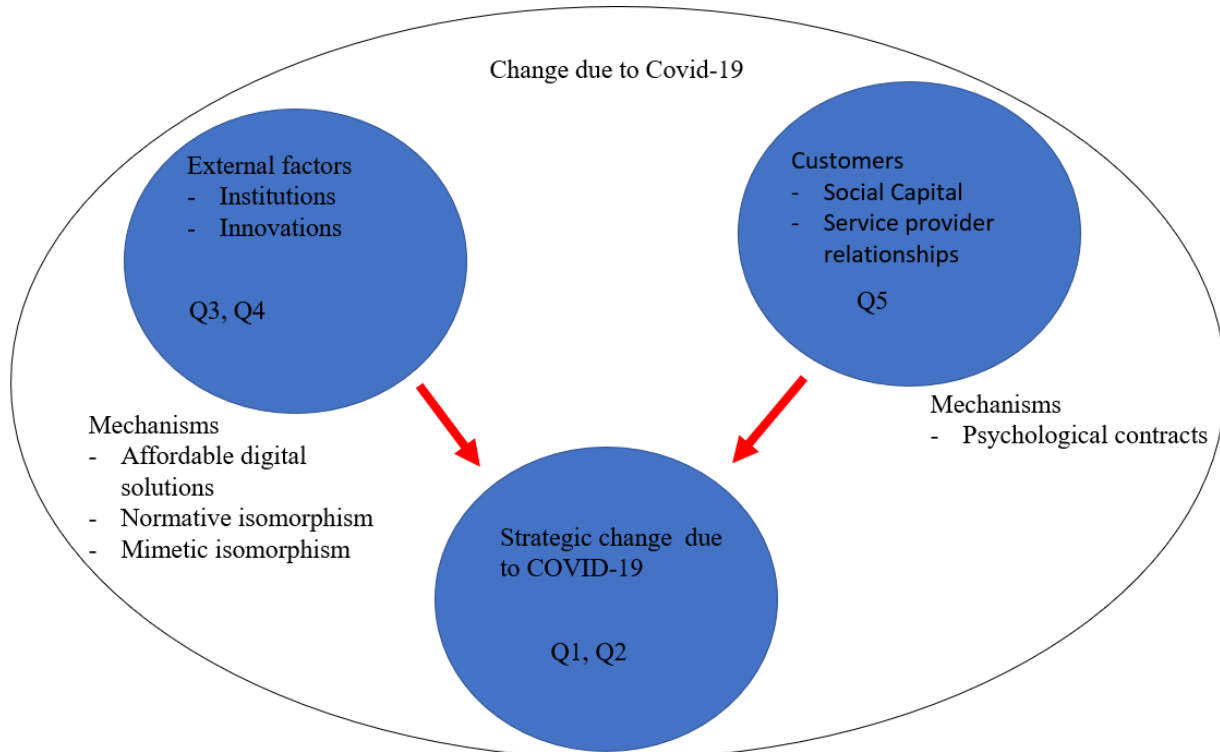 Change due to Covid-19
External factors
- Institutions
- Innovations
Q3, Q4
Customers
- Social Capital
- Service provider
relationships
Q5
Mechanisms
- Affordable digital
solutions
- Normative isomorphism
- Mimetic isomorphism
Mechanisms
- Psychological contracts
Strategic change due
to COVID-19
Q1, Q2